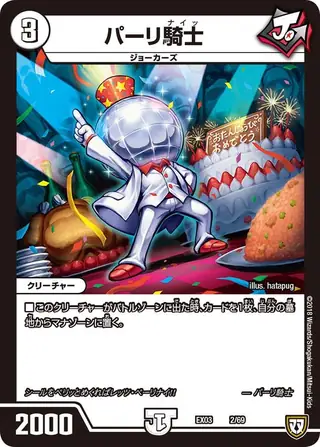 3
J
パーリ騎士
ナイツ
ジョーカーズ
おたんじょうび
おめでとう
クリーチャー
illus. hatapug
■このクリーチャーがバトルゾーンに出た時、カードを1枚、自分の墓
地からマナゾーンに置く。
©2018 Wizards/Shogakukan/Mitsui-Kids
シールをペリッとめくればレッツ・パーリナイ!!
— パーリ騎士
2000
EX03
2/69